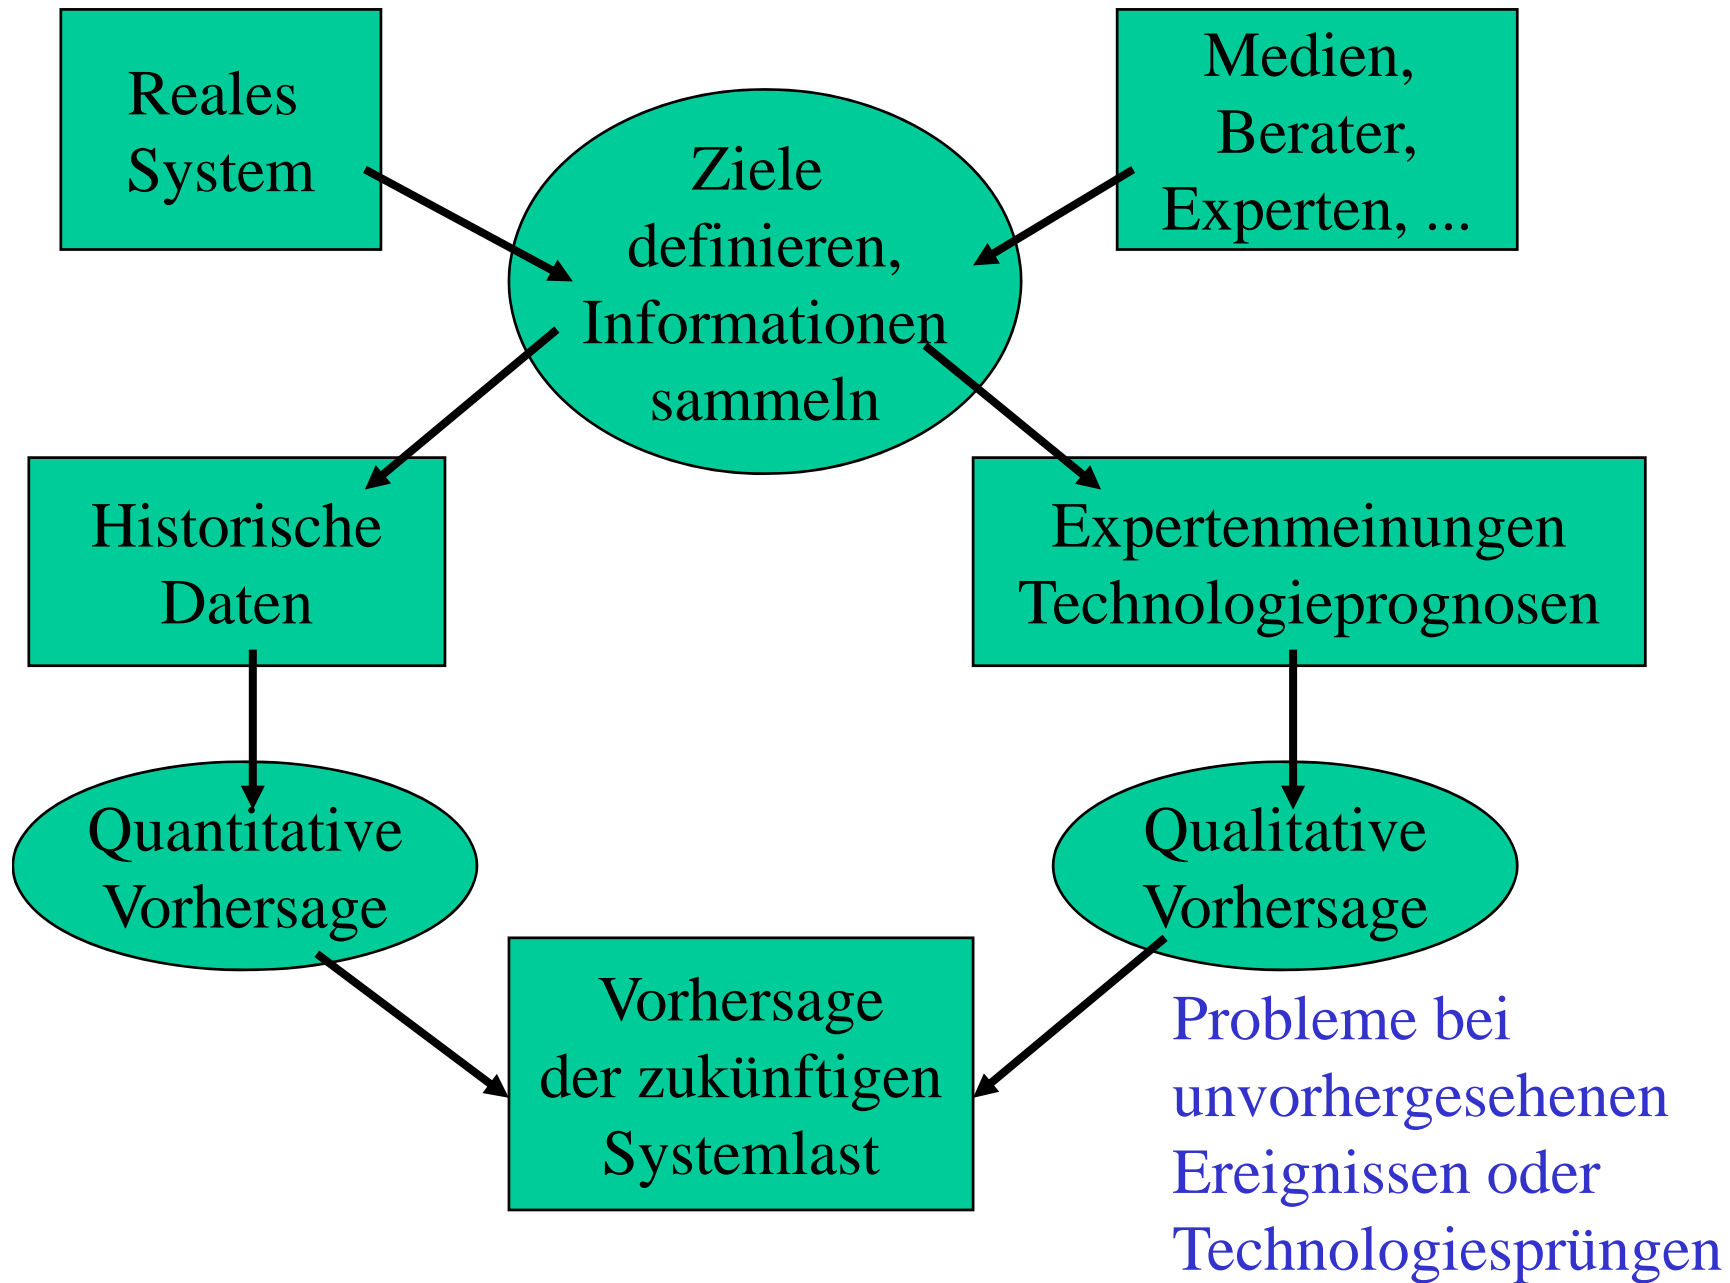 Reales
System
Medien,
Berater,
Experten, ...
Ziele
definieren,
Informationen
sammeln
Historische
Daten
Expertenmeinungen
Technologieprognosen
Quantitative
Vorhersage
Qualitative
Vorhersage
Vorhersage
der zukünftigen
Systemlast
Probleme bei
unvorhergesehenen
Ereignissen oder
Technologiesprüngen